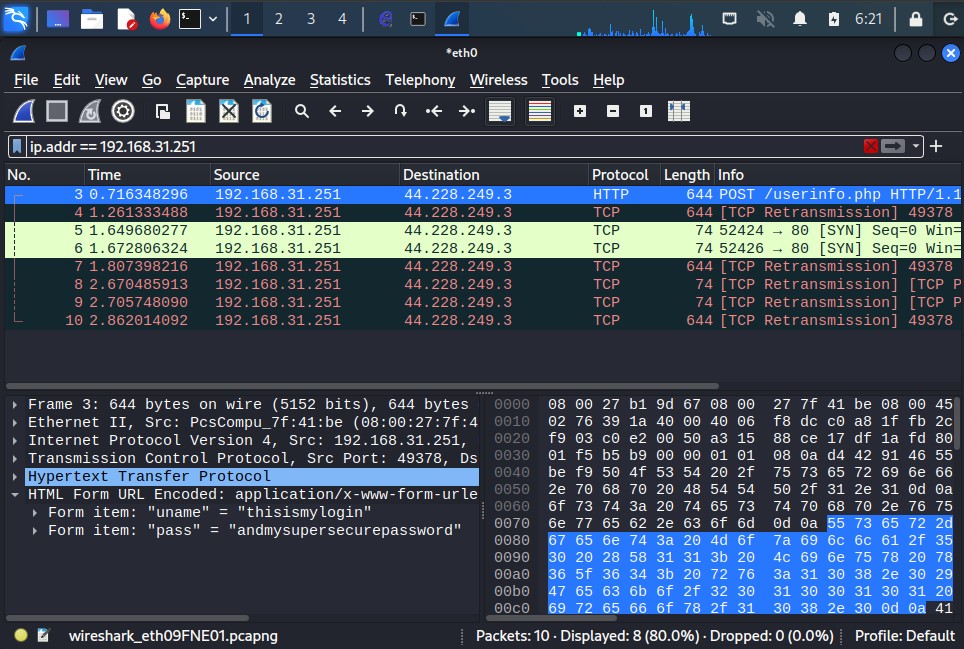 1 2 3 4 6:21
*eth0
File Edit View Go Capture Analyze Statistics Telephony Wireless Tools Help
ip.addr == 192.168.31.251
No. Time Source Destination Protocol Length Info
3 0.716348296 192.168.31.251 44.228.249.3 HTTP 644 POST /userinfo.php HTTP/1.1
4 1.261333488 192.168.31.251 44.228.249.3 TCP 644 [TCP Retransmission] 49378
5 1.649680277 192.168.31.251 44.228.249.3 TCP 74 52424 → 80 [SYN] Seq=0 Win=
6 1.672806324 192.168.31.251 44.228.249.3 TCP 74 52426 → 80 [SYN] Seq=0 Win=
7 1.807398216 192.168.31.251 44.228.249.3 TCP 644 [TCP Retransmission] 49378
8 2.670485913 192.168.31.251 44.228.249.3 TCP 74 [TCP Retransmission] [TCP P
9 2.705748090 192.168.31.251 44.228.249.3 TCP 74 [TCP Retransmission] [TCP P
10 2.862014092 192.168.31.251 44.228.249.3 TCP 644 [TCP Retransmission] 49378
Frame 3: 644 bytes on wire (5152 bits), 644 bytes
Ethernet II, Src: PcsCompu_7f:41:be (08:00:27:7f:4
Internet Protocol Version 4, Src: 192.168.31.251,
Transmission Control Protocol, Src Port: 49378, Ds
Hypertext Transfer Protocol
HTML Form URL Encoded: application/x-www-form-urle
Form item: "uname" = "thisismylogin"
Form item: "pass" = "andmysupersecurepassword"
0000 08 00 27 b1 9d 67 08 00 27 7f 41 be 08 00 45
0010 02 76 39 1a 40 00 40 06 f8 dc c0 a8 1f fb 2c
0020 f9 03 c0 e2 00 50 a3 15 88 ce 17 df 1a fd 80
0030 01 f5 b5 b9 00 00 01 01 08 0a d4 42 91 46 55
0040 be f9 50 4f 53 54 20 2f 75 73 65 72 69 6e 66
0050 2e 70 68 70 20 48 54 54 50 2f 31 2e 31 0d 0a
0060 6f 73 74 3a 20 74 65 73 74 70 68 70 2e 76 75
0070 6e 77 65 62 2e 63 6f 6d 0d 0a 55 73 65 72 2d
0080 67 65 6e 74 3a 20 4d 6f 7a 69 6c 6c 61 2f 35
0090 30 20 28 58 31 31 3b 20 4c 69 6e 75 78 20 78
00a0 36 5f 36 34 3b 20 72 76 3a 31 30 38 2e 30 29
00b0 47 65 63 6b 6f 2f 32 30 31 30 30 31 30 31 20
00c0 69 72 65 66 6f 78 2f 31 30 38 2e 30 0d 0a 41
wireshark_eth09FNE01.pcapng Packets: 10 · Displayed: 8 (80.0%) · Dropped: 0 (0.0%) Profile: Default